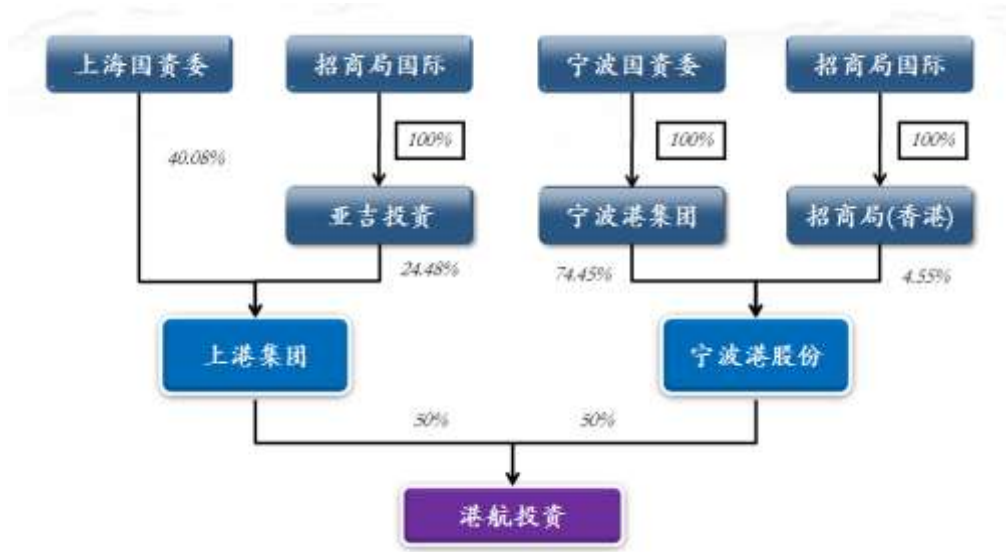 上海国资委
招商局国际
宁波国资委
招商局国际
100%
100%
100%
40.08%
亚吉投资
宁波港集团
招商局(香港)
24.48%
74.45%
4.55%
上港集团
宁波港股份
50%
50%
港航投资